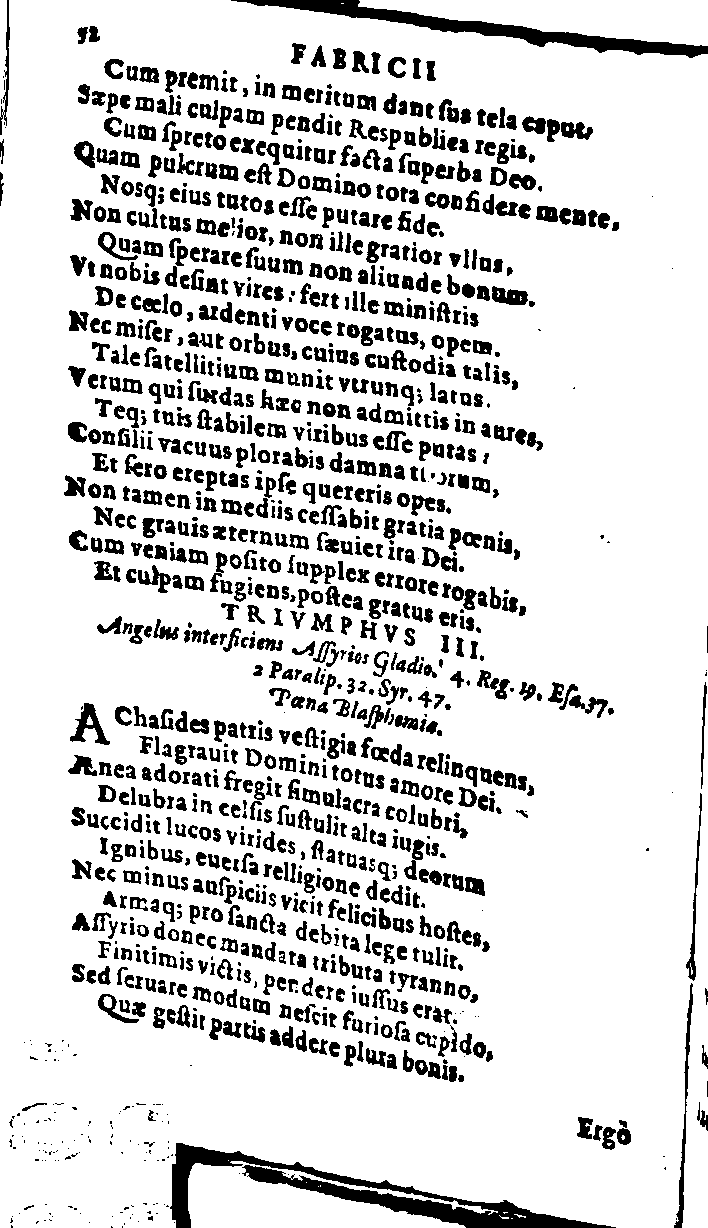 52
FABRICII
Cum premit, in meritum dant ſus tela caput,
Sæpe mali culpam pendit Respublica regis,
Cum ſpreto exequitur facta ſuperba Deo.
Quam pulcrum eſt Domino tota confidere mente,
Nosq; eius tutos eſſe putare fide.
Non cultus melior, non ille gratior vllus,
Quam ſperare ſuum non aliunde bonum.
Vt nobis deſint vires: fert ille miniſtris
De cœlo, ardenti voce rogatus, opem.
Nec miſer, aut orbus, cuius cuſtodia talis,
Tale ſatellitium munit vtrunq; latus.
Verum qui ſurdas hæc non admittis in aures,
Teq; tuis ſtabilem viribus eſſe putas:
Conſilii vacuus plorabis damna tuorum,
Et ſero ereptas ipſe quereris opes.
Non tamen in mediis ceſſabit gratia pœnis,
Nec grauis æternum ſæuiet ira Dei.
Cum veniam poſito ſupplex errore rogabis,
Et culpam fugiens, poſtea gratus eris.
TRIVMPHVS III.
Angelus interficiens Aſſyrios Gladio. 4. Reg. 19. Eſa. 37.
2 Paralip. 32. Syr. 47.
Pœna Blaſphemiæ.
AChaſides patris veſtigia fœda relinquens,
Flagrauit Domini totus amore Dei.
Ænea adorati fregit ſimulacra colubri,
Delubra in celſis ſuſtulit alta iugis.
Succidit lucos virides, ſtatuasq; deorum
Ignibus, euerſa relligione dedit.
Nec minus auſpiciis vicit felicibus hoſtes,
Armaq; pro ſancta debita lege tulit.
Aſſyrio donec mandata tributa tyranno,
Finitimis victis, pendere iuſſus erat.
Sed ſeruare modum neſcit furioſa cupido,
Quæ geſtit partis addere plura bonis.
Ergò